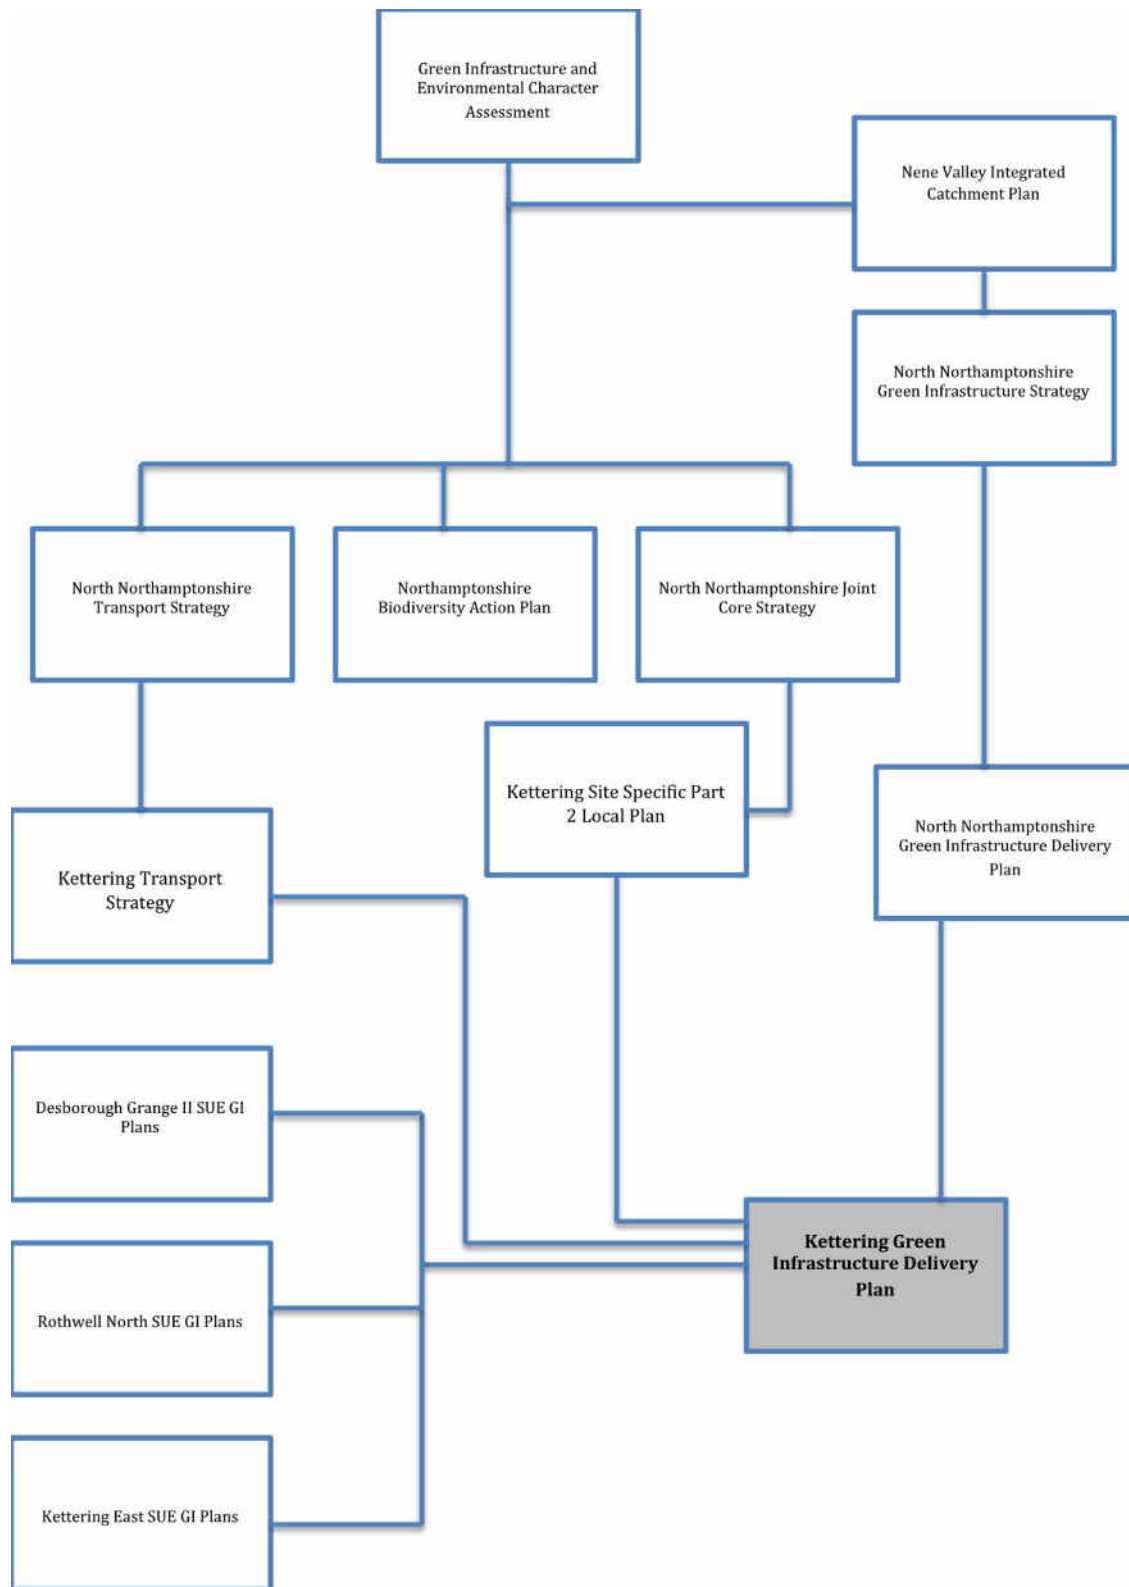 Green Infrastructure and
Environmental Character
Assessment
Nene Valley Integrated
Catchment Plan
North Northamptonshire
Green Infrastructure Strategy
North Northamptonshire
Transport Strategy
Northamptonshire
Biodiversity Action Plan
North Northamptonshire Joint
Core Strategy
Kettering Site Specific Part
2 Local Plan
North Northamptonshire
Green Infrastructure Delivery
Plan
Kettering Transport
Strategy
Desborough Grange II SUE GI
Plans
Rothwell North SUE GI Plans
Kettering East SUE GI Plans
Kettering Green
Infrastructure Delivery
Plan